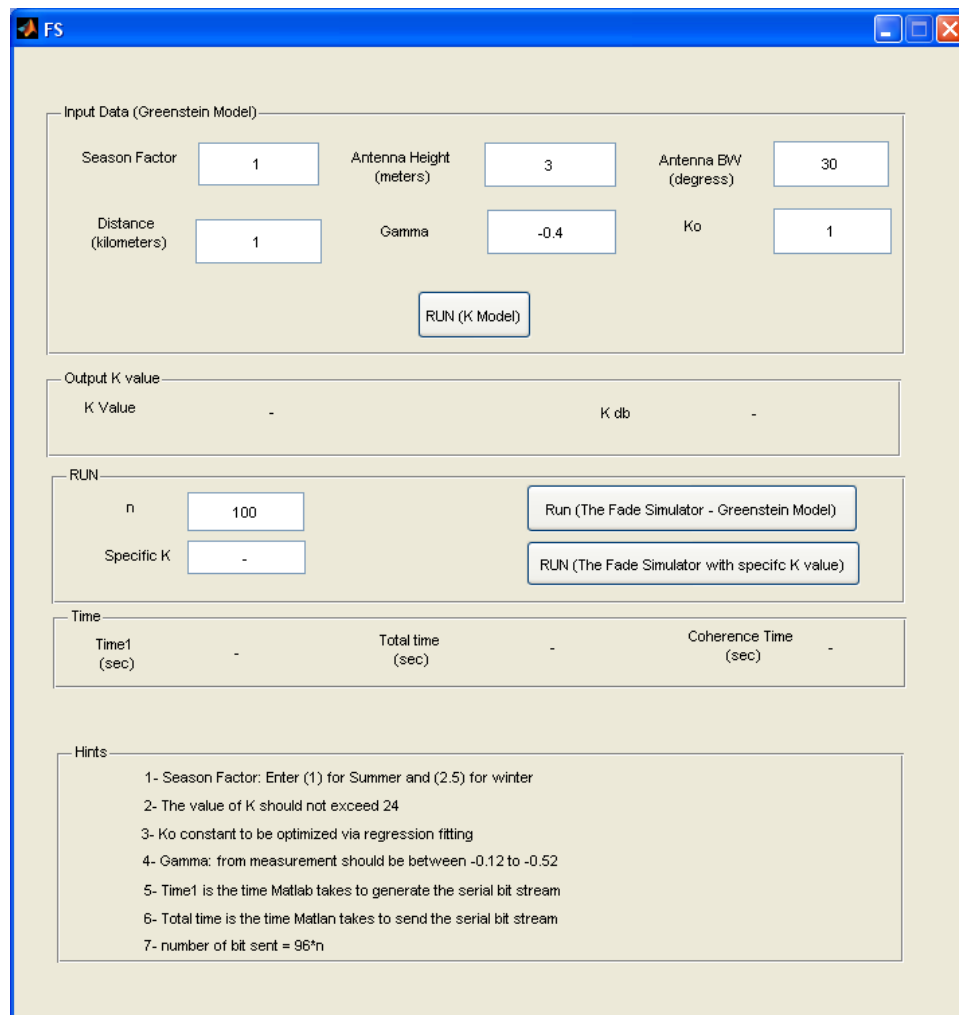 FS
Input Data (Greenstein Model)
Season Factor
1
Antenna Height
(meters)
3
Antenna BW
(degress)
30
Distance
(kilometers)
1
Gamma
-0.4
Ko
1
RUN (K Model)
Output K value
K Value
-
K db
-
RUN
n
100
Run (The Fade Simulator - Greenstein Model)
Specific K
-
RUN (The Fade Simulator with specifc K value)
Time
Time1
(sec)
-
Total time
(sec)
-
Coherence Time
(sec)
-
Hints
1- Season Factor: Enter (1) for Summer and (2.5) for winter
2- The value of K should not exceed 24
3- Ko constant to be optimized via regression fitting
4- Gamma: from measurement should be between -0.12 to -0.52
5- Time1 is the time Matlab takes to generate the serial bit stream
6- Total time is the time Matlan takes to send the serial bit stream
7- number of bit sent = 96*n